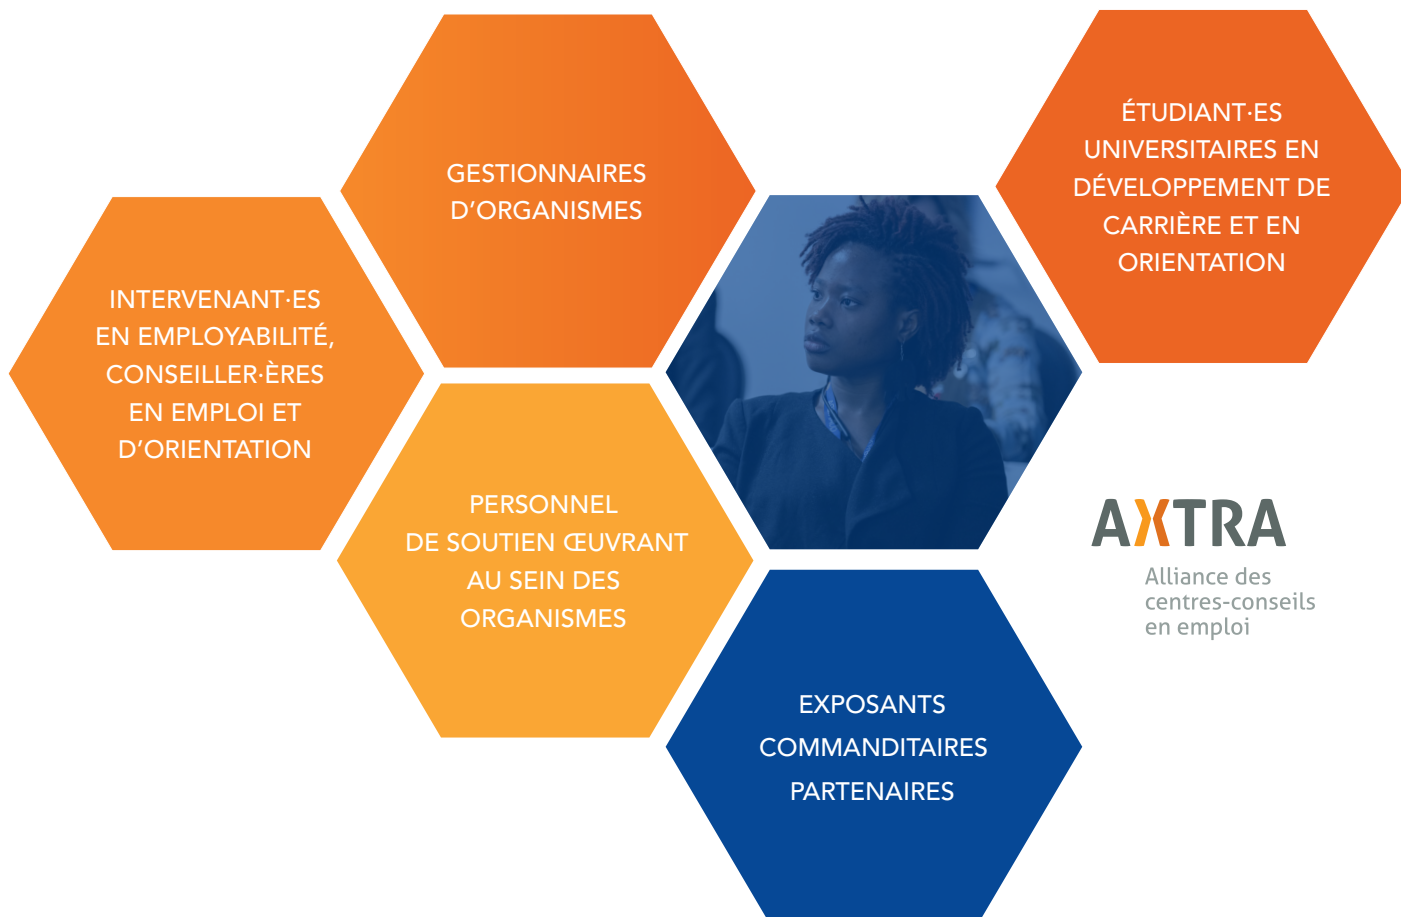 GESTIONNAIRES
D’ORGANISMES
ÉTUDIANT·ES
UNIVERSITAIRES EN
DÉVELOPPEMENT DE
CARRIÈRE ET EN
ORIENTATION
INTERVENANT·ES
EN EMPLOYABILITÉ,
CONSEILLER·ÈRES
EN EMPLOI ET
D’ORIENTATION
PERSONNEL
DE SOUTIEN ŒUVRANT
AU SEIN DES
ORGANISMES
AXTRA
Alliance des
centres-conseils
en emploi
EXPOSANTS
COMMANDITAIRES
PARTENAIRES